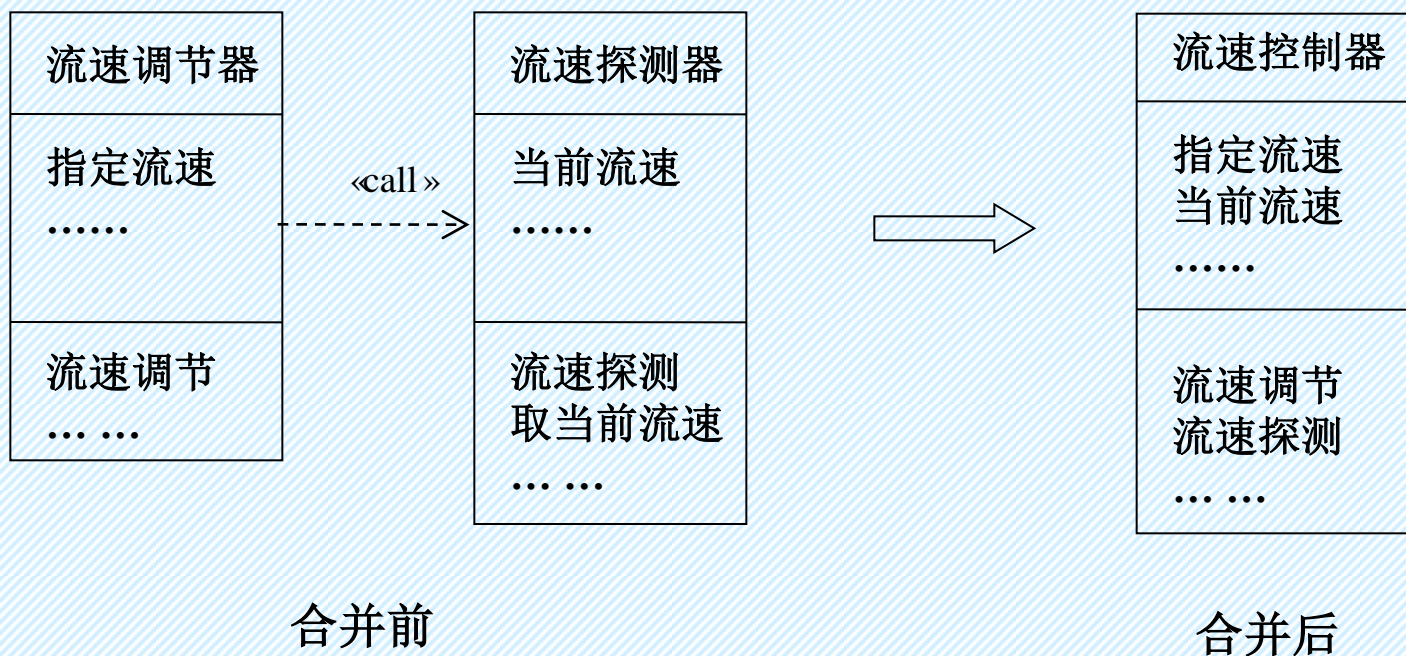 流速调节器
指定流速
……
流速调节
… …
«call»
流速探测器
当前流速
……
流速探测
取当前流速
… …
合并前
流速控制器
指定流速
当前流速
……
流速调节
流速探测
… …
合并后